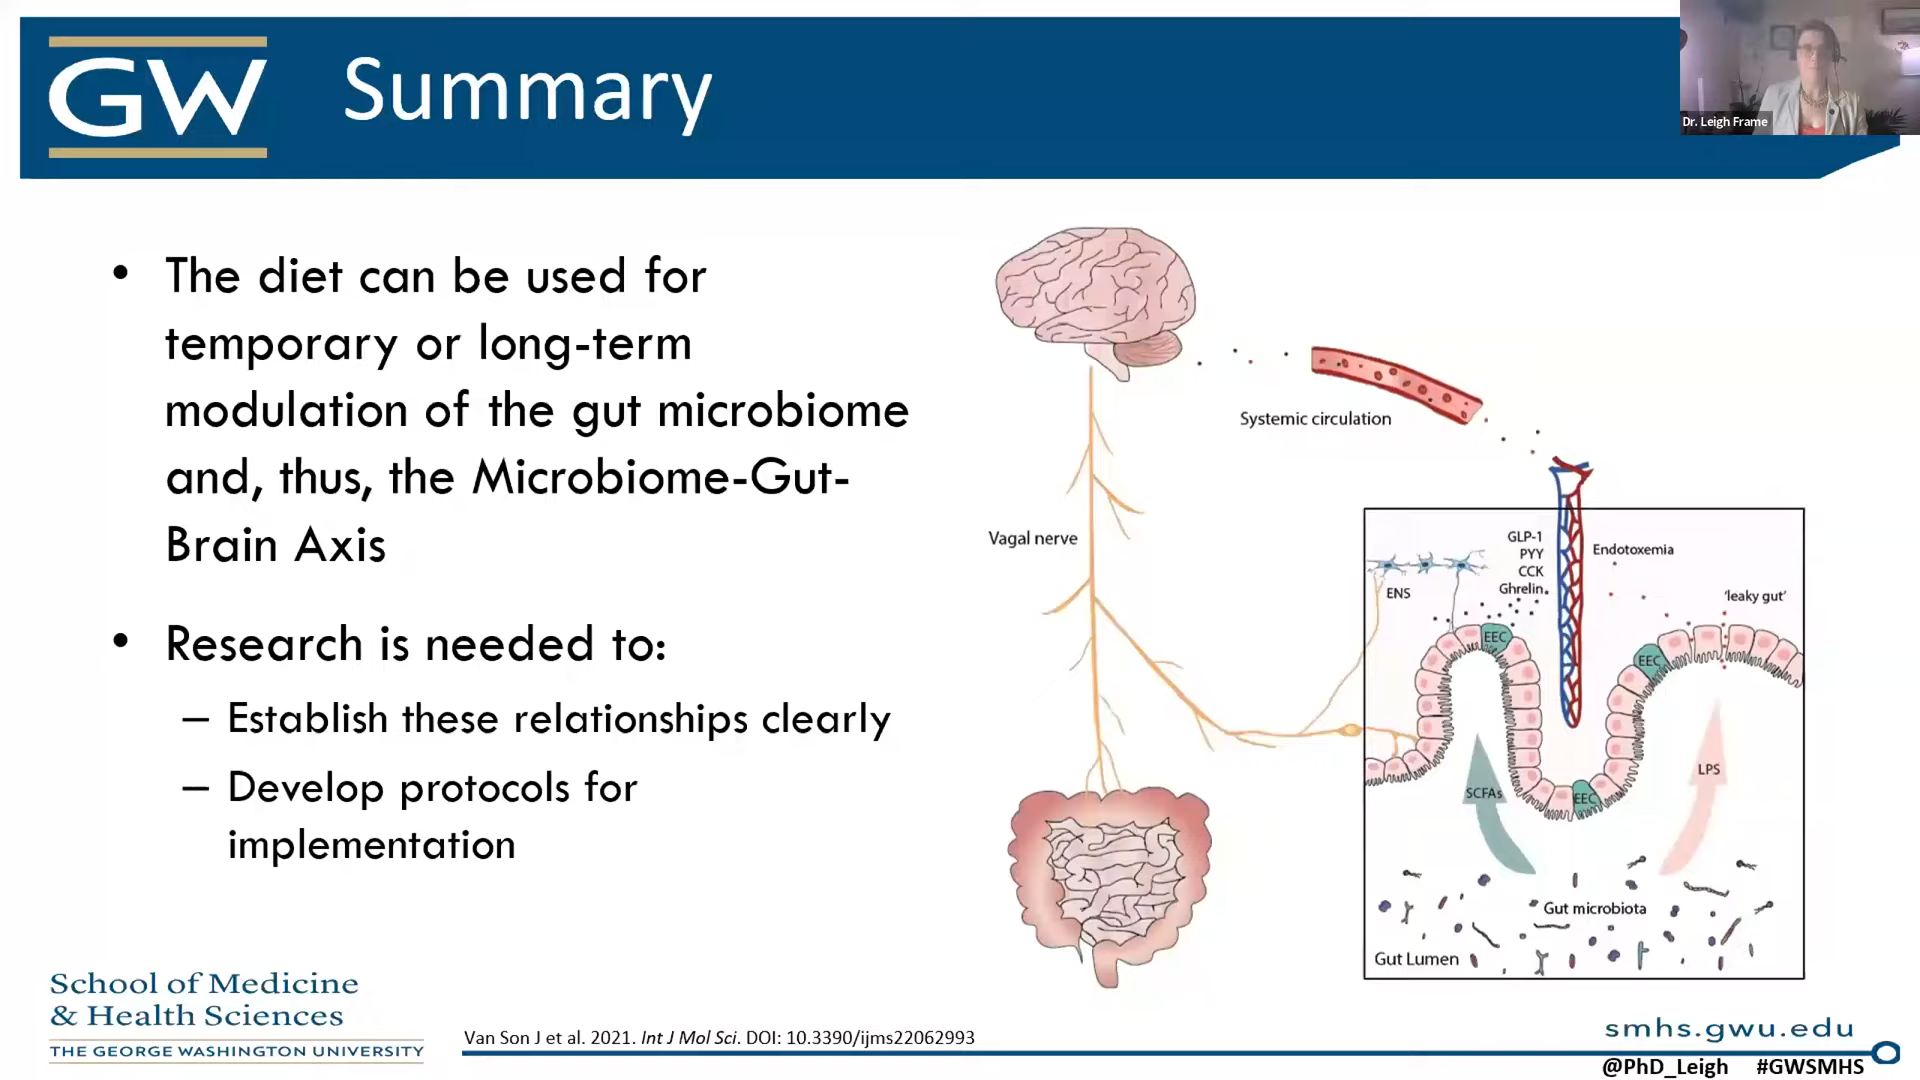 GW
Summary
Dr. Leigh Frame
• The diet can be used for
temporary or long-term
modulation of the gut microbiome
and, thus, the Microbiome-Gut-
Brain Axis
• Research is needed to:
– Establish these relationships clearly
– Develop protocols for
implementation
Systemic circulation
Vagal nerve
GLP-1
PYY
CCK
Ghrelin
Endotoxemia
ENS
'leaky gut'
EEC
EEC
EEC
SCFAs
LPS
Gut microbiota
Gut Lumen
School of Medicine
& Health Sciences
THE GEORGE WASHINGTON UNIVERSITY
Van Son J et al. 2021. Int J Mol Sci. DOI: 10.3390/ijms22062993
smhs.gwu.edu
@PhD_Leigh #GWSMHS